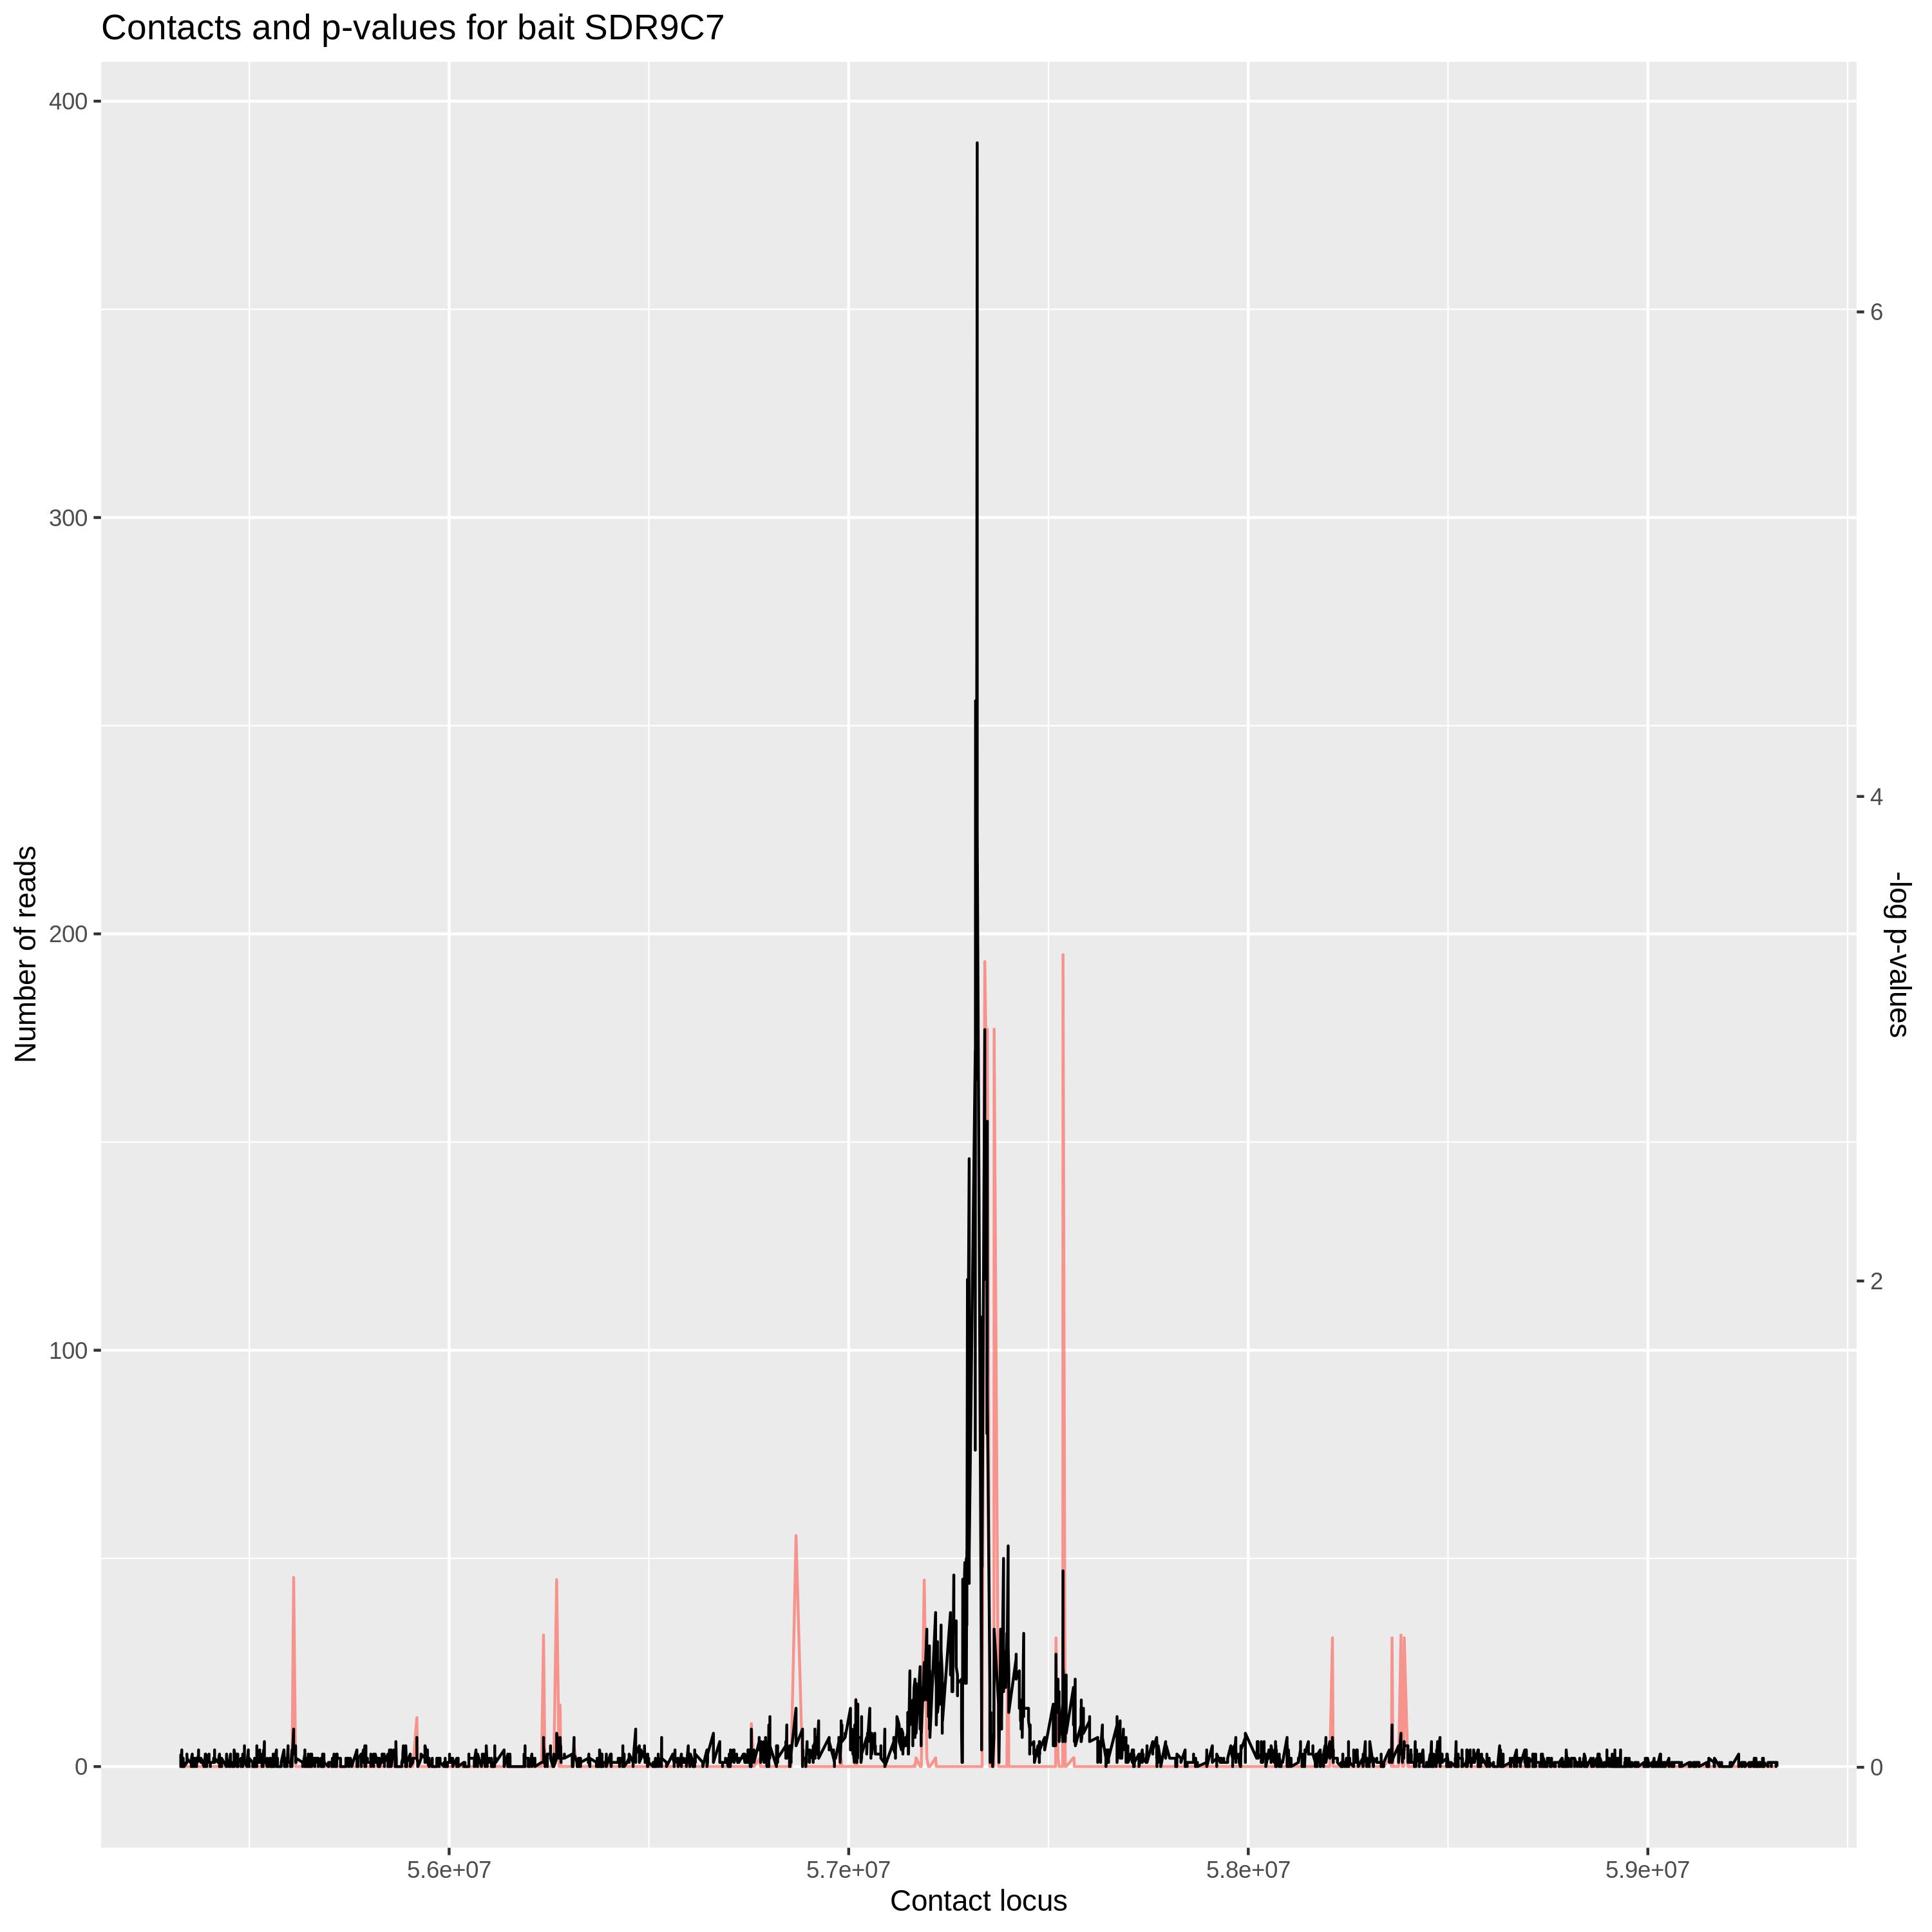 Contacts and p-values for bait SDR9C7
400
300
200
100
0
Number of reads
6
4
2
0
-log p-values
5.6e+07
5.7e+07
5.8e+07
5.9e+07
Contact locus